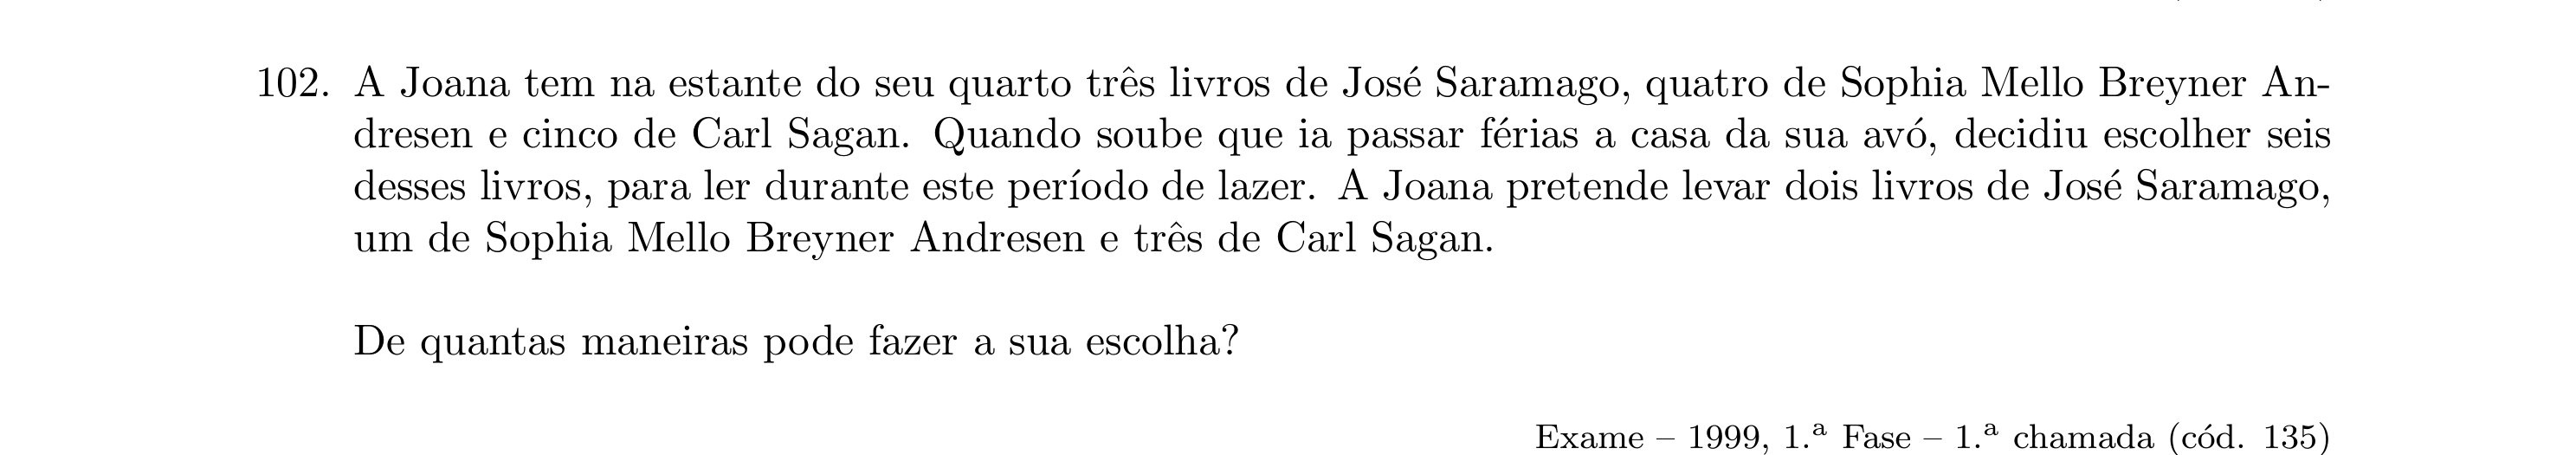 102. A Joana tem na estante do seu quarto três livros de José Saramago, quatro de Sophia Mello Breyner An-
dresen e cinco de Carl Sagan. Quando soube que ia passar férias a casa da sua avó, decidiu escolher seis
desses livros, para ler durante este período de lazer. A Joana pretende levar dois livros de José Saramago,
um de Sophia Mello Breyner Andresen e três de Carl Sagan.
De quantas maneiras pode fazer a sua escolha?
Exame – 1999, 1.ª Fase – 1.ª chamada (cód. 135)